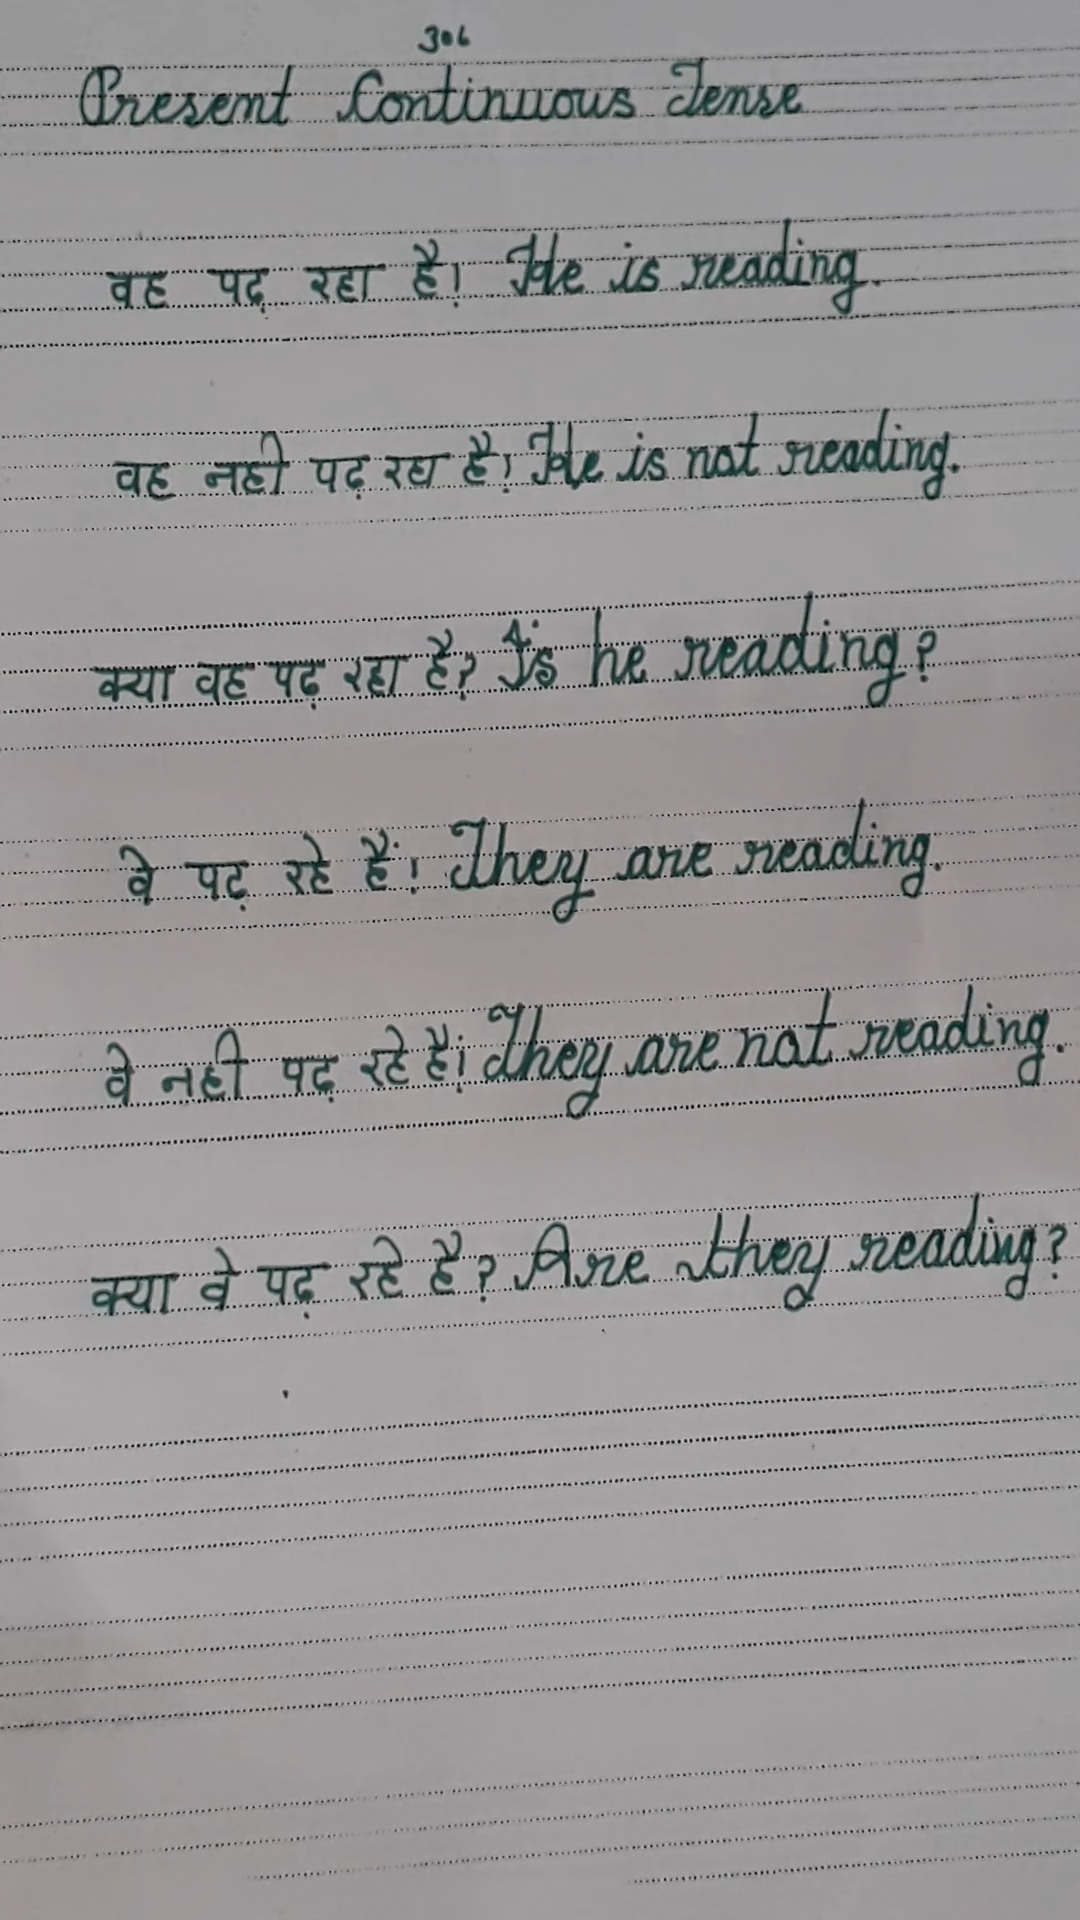 306
Present Continuous Tense
वह पढ़ रहा है। He is reading.
वह नही पढ़ रहा है। He is not reading.
क्या वह पढ़ रहा है? Is he reading?
वे पढ़ रहे हैं। They are reading.
वे नही पढ़ रहे हैं। They are not reading.
क्या वे पढ़ रहे है? Are they reading?